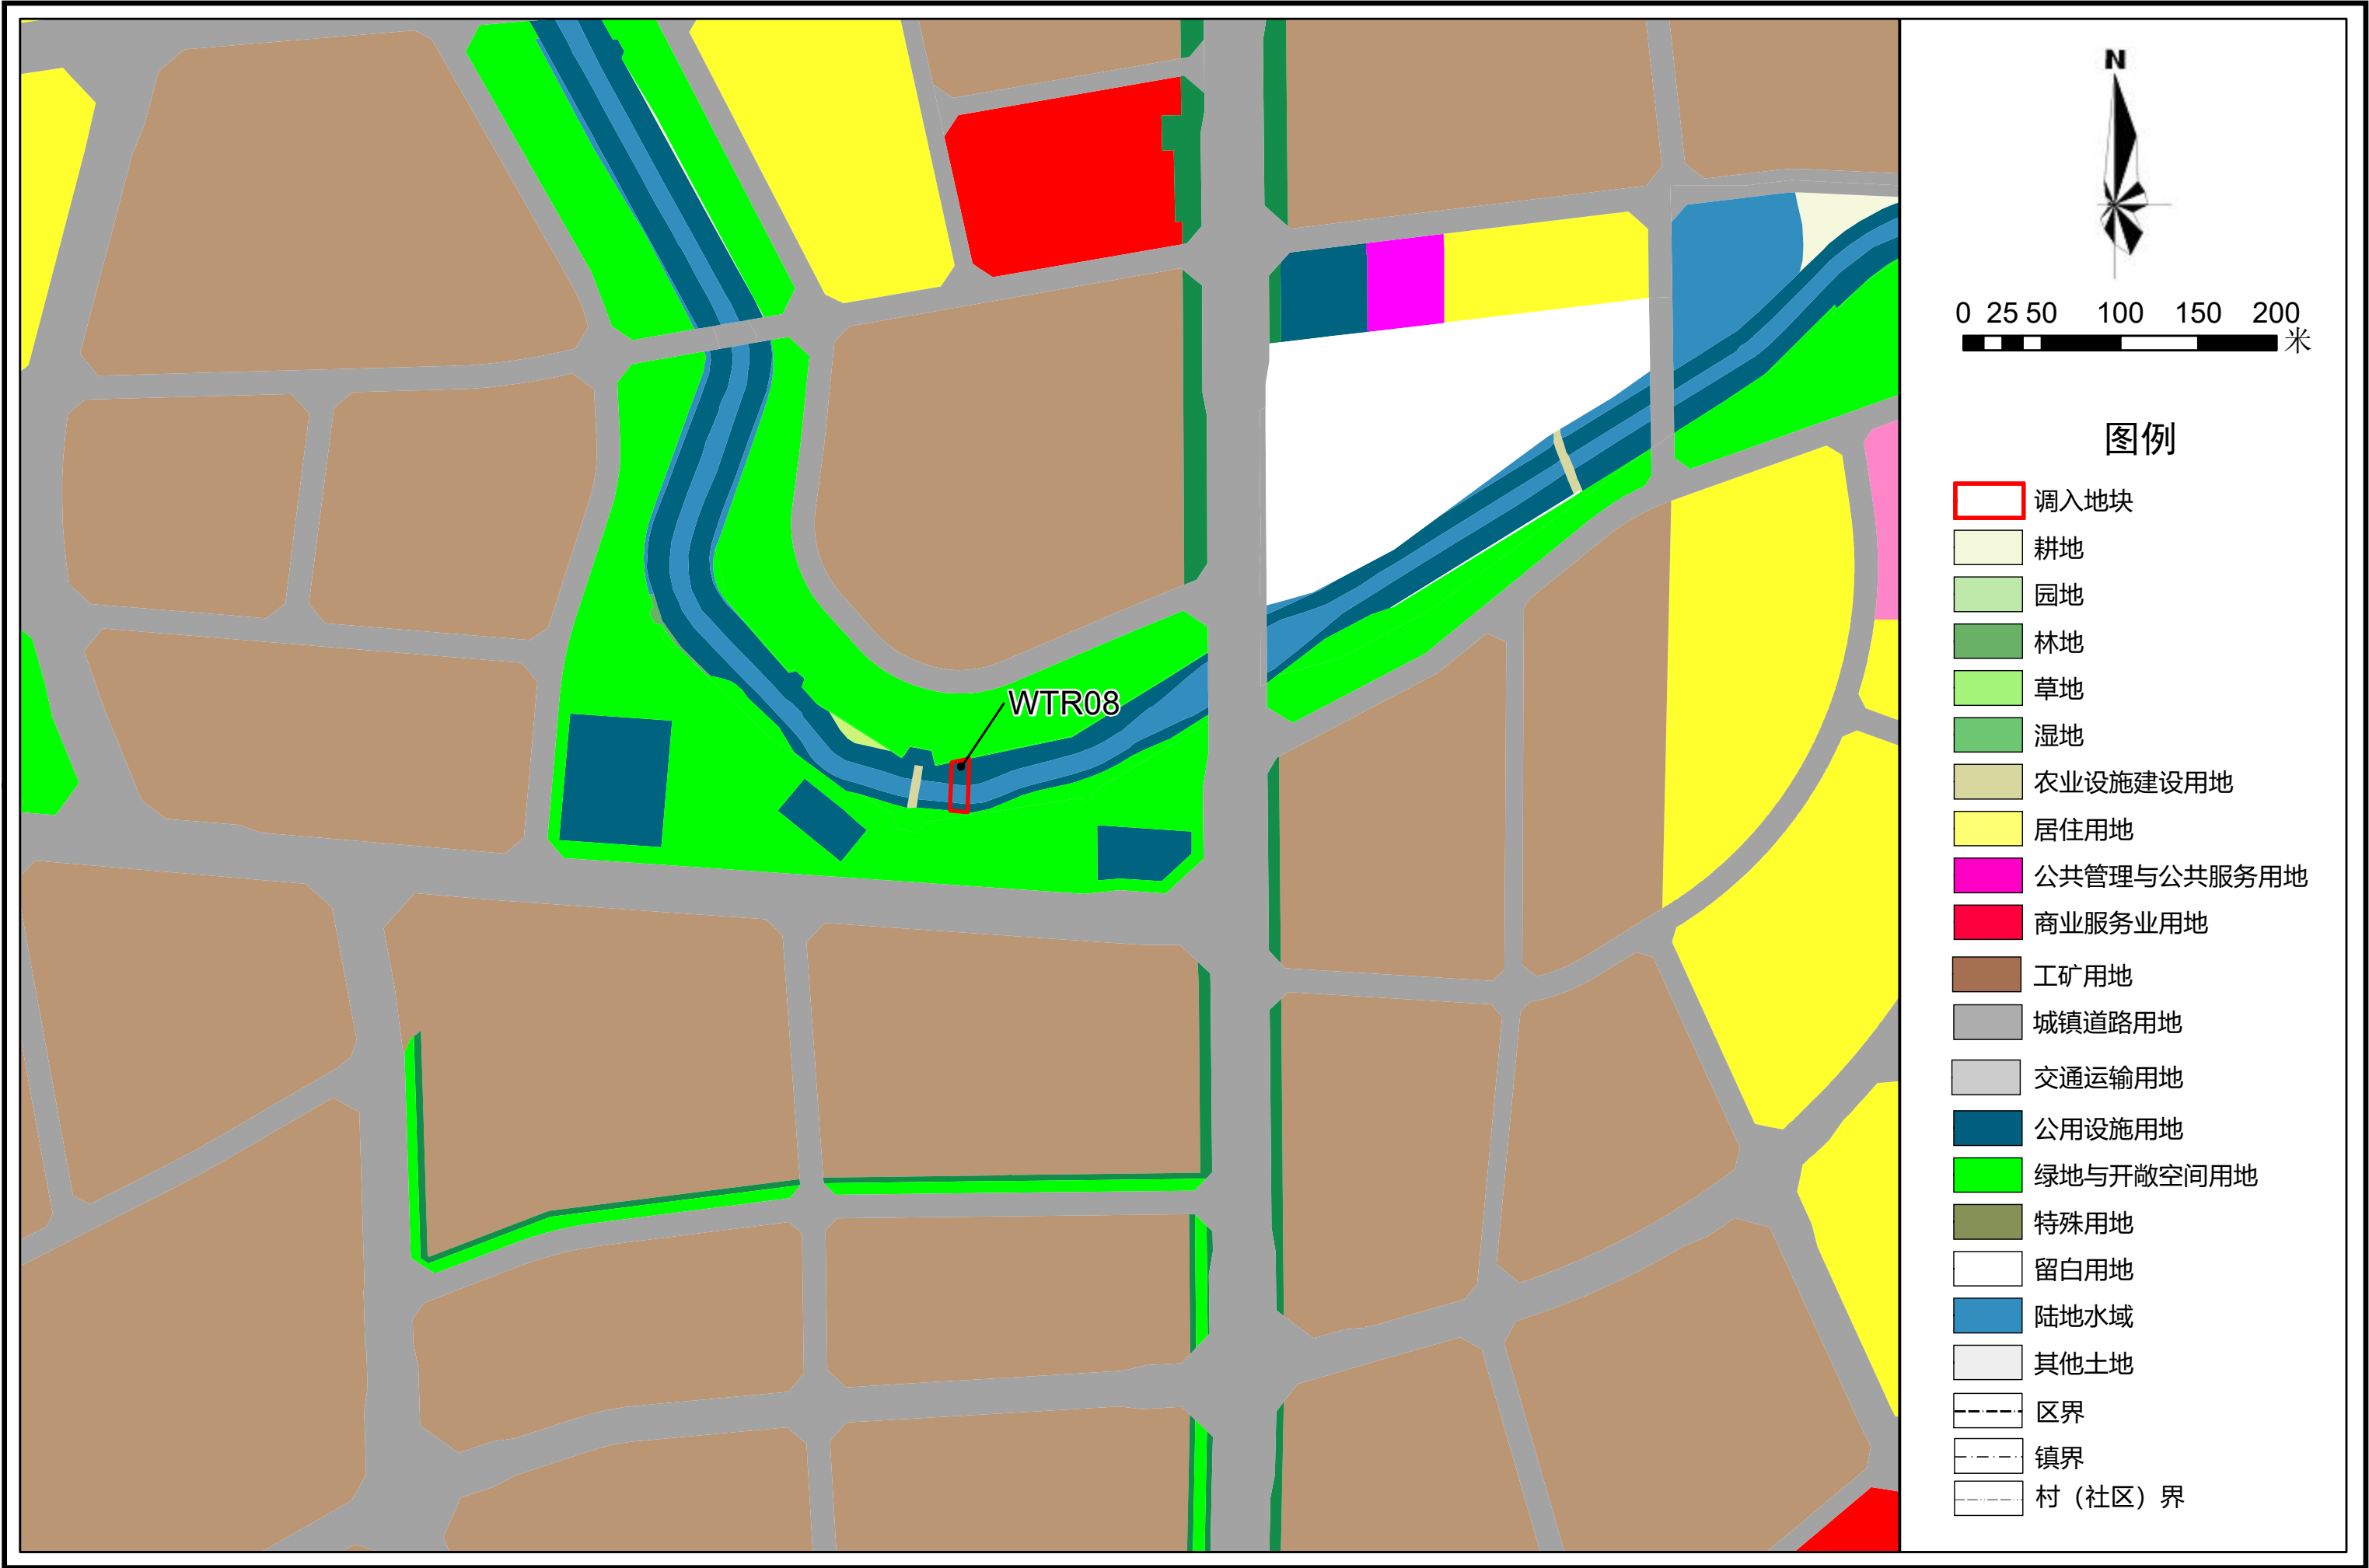 WTR08
N
0 25 50 100 150 200
米
图例
调入地块
耕地
园地
林地
草地
湿地
农业设施建设用地
居住用地
公共管理与公共服务用地
商业服务业用地
工矿用地
城镇道路用地
交通运输用地
公用设施用地
绿地与开敞空间用地
特殊用地
留白用地
陆地水域
其他土地
区界
镇界
村（社区）界